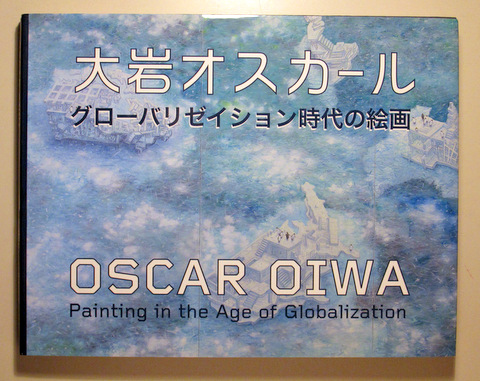 大岩オスカール
グローバリゼイション時代の絵画
OSCAR OIWA
Painting in the Age of Globalization